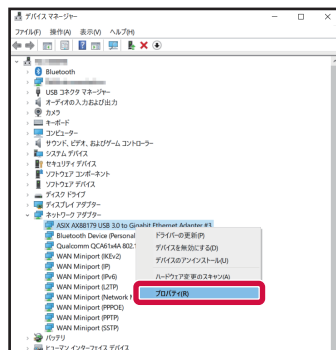 デバイス マネージャー
ファイル(F) 操作(A) 表示(V) ヘルプ(H)
Bluetooth
USB コネクタ マネージャー
オーディオの入力および出力
カメラ
キーボード
コンピューター
サウンド、ビデオ、およびゲーム コントローラー
システム デバイス
セキュリティ デバイス
ソフトウェア コンポーネント
ソフトウェア デバイス
ディスク ドライブ
ディスプレイ アダプター
ネットワーク アダプター
ASIX AX88179 USB 3.0 to Gigabit Ethernet Adapter #3
Bluetooth Device (Personal
Qualcomm QCA61x4A 802.1
WAN Miniport (IKEv2)
WAN Miniport (IP)
WAN Miniport (IPv6)
WAN Miniport (L2TP)
WAN Miniport (Network M
WAN Miniport (PPPOE)
WAN Miniport (PPTP)
WAN Miniport (SSTP)
バッテリ
ヒューマン インターフェイス デバイス
ドライバーの更新(P)
デバイスを無効にする(D)
デバイスのアンインストール(U)
ハードウェア変更のスキャン(A)
プロパティ(R)